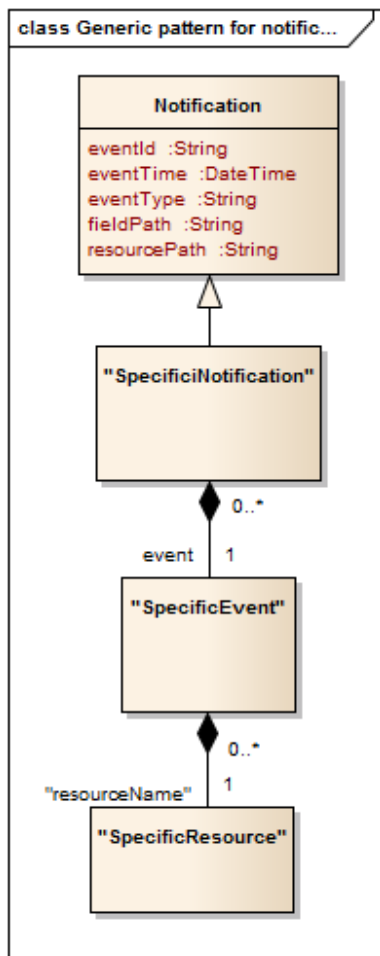 class Generic pattern for notific...
Notification
eventId :String
eventTime :DateTime
eventType :String
fieldPath :String
resourcePath :String
"SpecificiNotification"
0..*
event 1
"SpecificEvent"
0..*
"resourceName" 1
"SpecificResource"